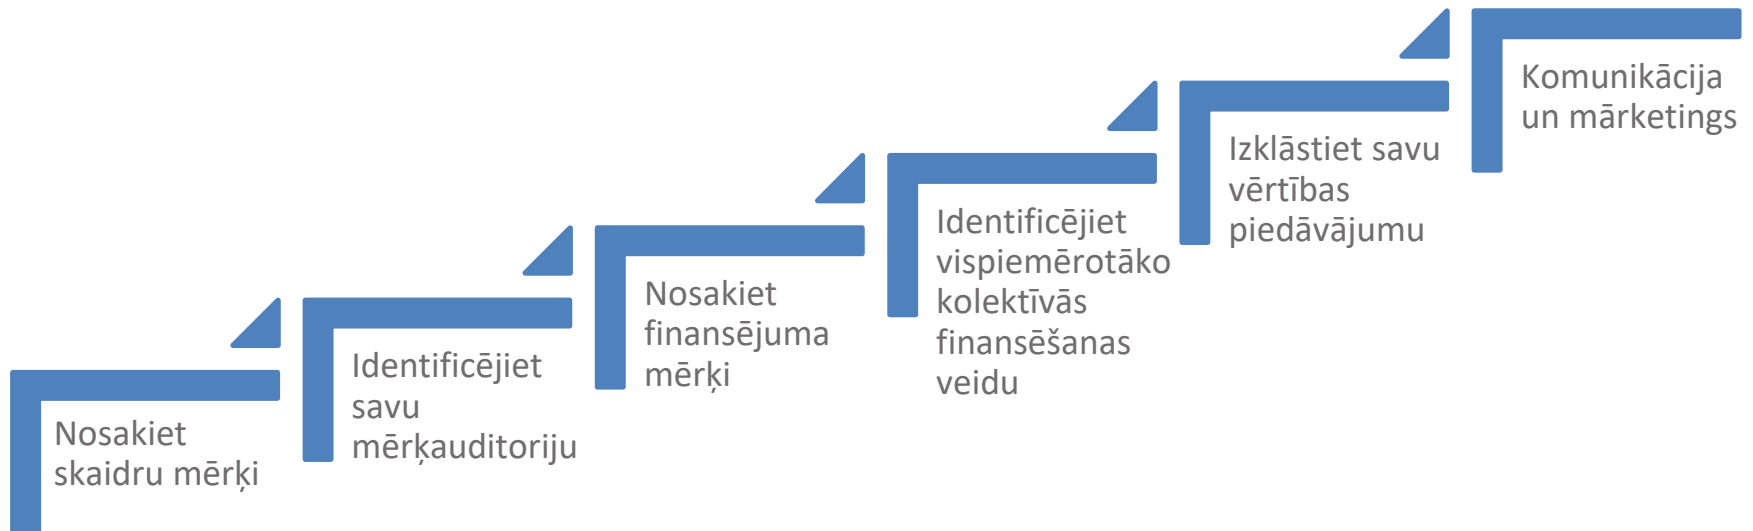 Nosakiet
skaidru mērķi
Identificējiet
savu
mērķauditoriju
Nosakiet
finansējuma
mērķi
Identificējiet
vispiemērotāko
kolektīvās
finansēšanas
veidu
Izklāstiet savu
vērtības
piedāvājumu
Komunikācija
un mārketings